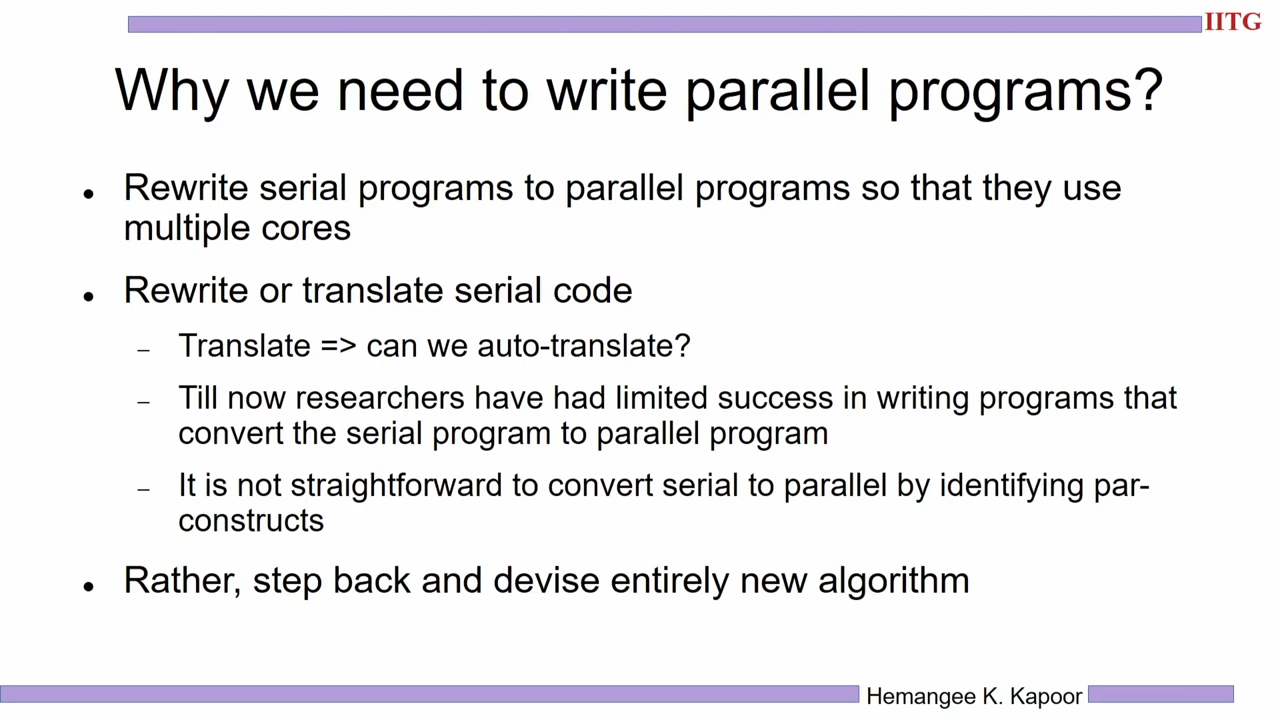 IITG
Why we need to write parallel programs?
● Rewrite serial programs to parallel programs so that they use
multiple cores
● Rewrite or translate serial code
– Translate => can we auto-translate?
– Till now researchers have had limited success in writing programs that
convert the serial program to parallel program
– It is not straightforward to convert serial to parallel by identifying par-
constructs
● Rather, step back and devise entirely new algorithm
Hemangee K. Kapoor